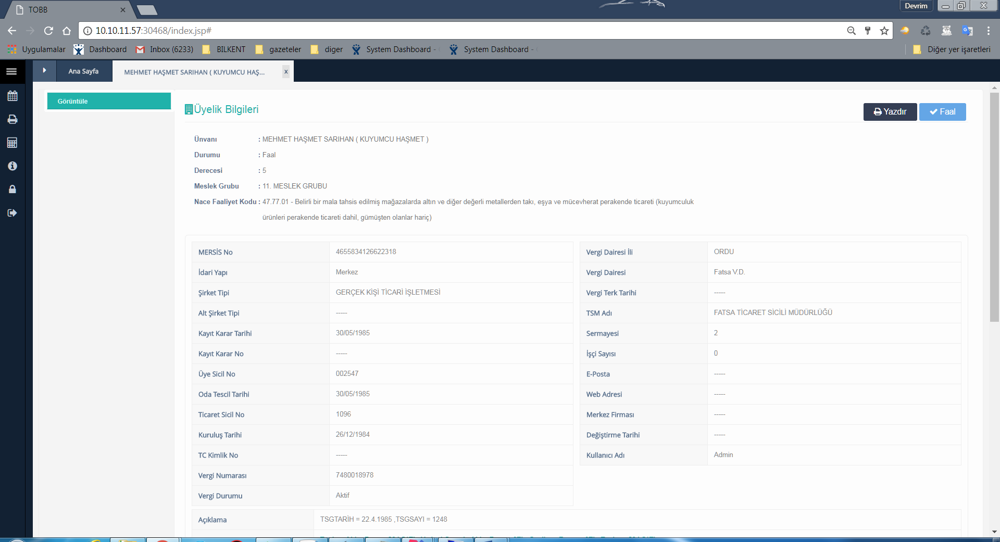 TOBB
Devrim
10.10.11.57:30468/index.jsp#
Uygulamalar Dashboard Inbox (6233) BILKENT gazeteler diger System Dashboard - System Dashboard - Diğer yer işaretleri
Ana Sayfa MEHMET HAŞMET SARIHAN ( KUYUMCU HAŞ... x
Görüntüle
Üyelik Bilgileri
Yazdır Faal
Ünvanı : MEHMET HAŞMET SARIHAN ( KUYUMCU HAŞMET )
Durumu : Faal
Derecesi : 5
Meslek Grubu : 11. MESLEK GRUBU
Nace Faaliyet Kodu : 47.77.01 - Belirli bir mala tahsis edilmiş mağazalarda altın ve diğer değerli metallerden takı, eşya ve mücevherat perakende ticareti (kuyumculuk
ürünleri perakende ticareti dahil, gümüşten olanlar hariç)
MERSİS No 4655834126622318
İdari Yapı Merkez
Şirket Tipi GERÇEK KİŞİ TİCARİ İŞLETMESİ
Alt Şirket Tipi -----
Kayıt Karar Tarihi 30/05/1985
Kayıt Karar No -----
Üye Sicil No 002547
Oda Tescil Tarihi 30/05/1985
Ticaret Sicil No 1096
Kuruluş Tarihi 26/12/1984
TC Kimlik No -----
Vergi Numarası 7480018978
Vergi Durumu Aktif
Vergi Dairesi İli ORDU
Vergi Dairesi Fatsa V.D.
Vergi Terk Tarihi -----
TSM Adı FATSA TİCARET SİCİLİ MÜDÜRLÜĞÜ
Sermayesi 2
İşçi Sayısı 0
E-Posta -----
Web Adresi -----
Merkez Firması -----
Değiştirme Tarihi -----
Kullanıcı Adı Admin
Açıklama TSGTARİH = 22.4.1985 ,TSGSAYI = 1248